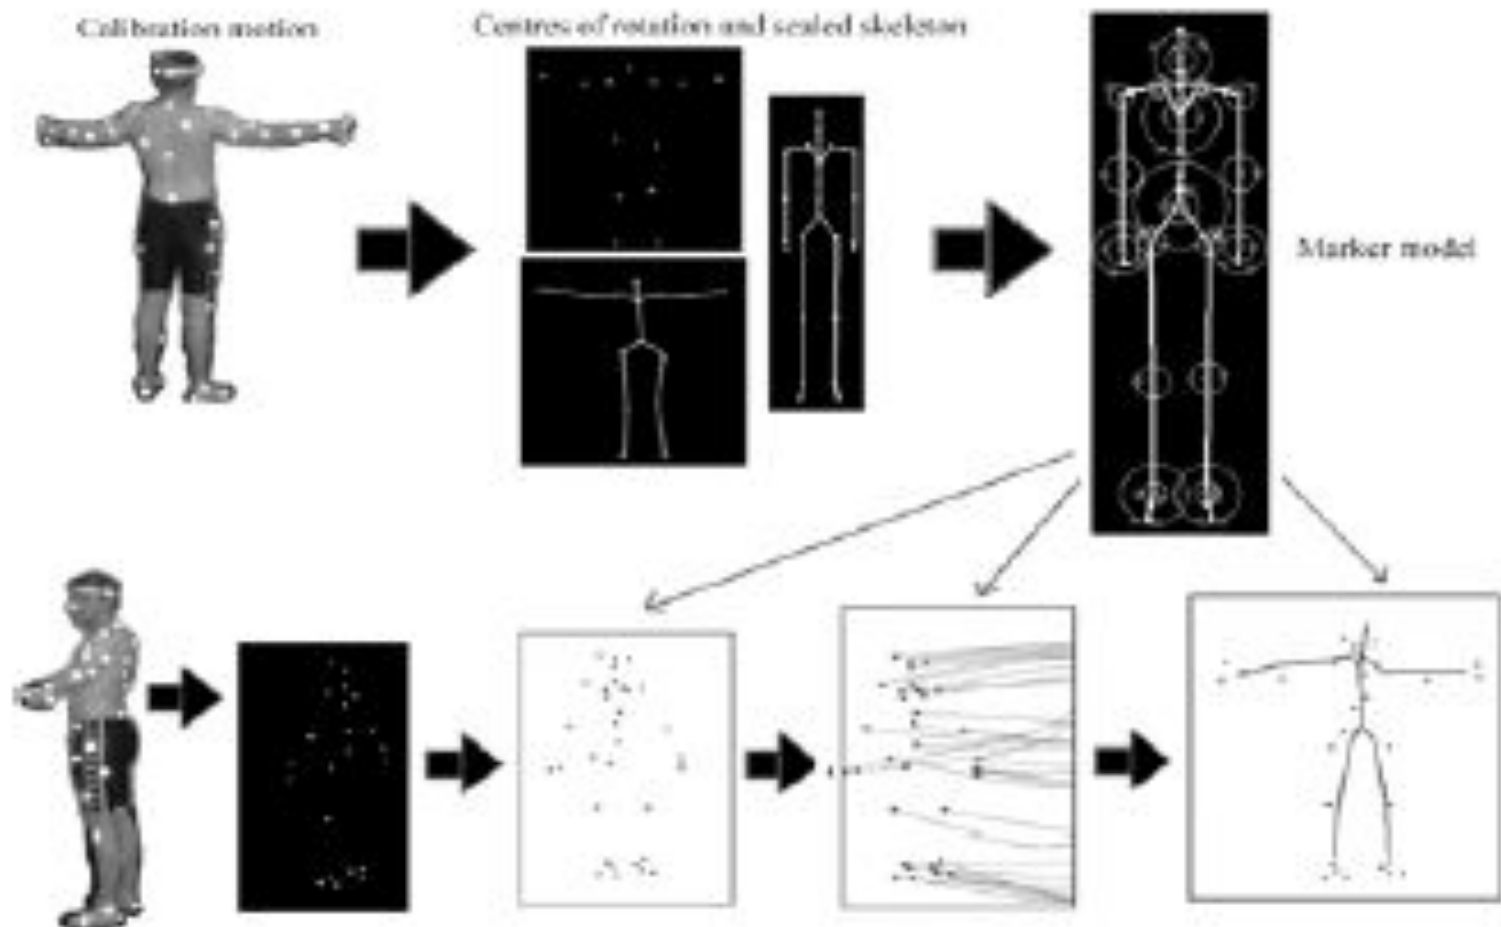 Calibration motion
Centres of rotation and scaled skeleton
Marker model